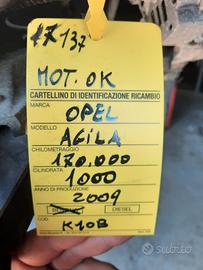 17137
MOT. OK
CARTELLINO DI IDENTIFICAZIONE RICAMBIO
MARCA
OPEL
MODELLO
AGILA
CHILOMETRAGGIO
170.000
CILINDRATA
1000
ANNO DI PRODUZIONE
2009
DIESEL
COD.
K10B
subito